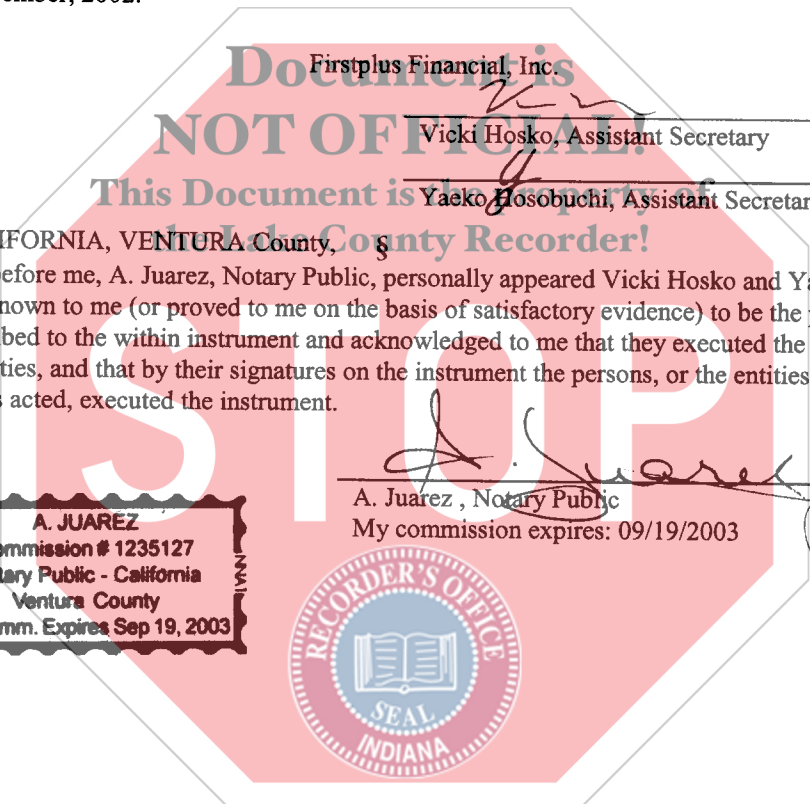 ember, 2002.
Document is
NOT OFFICIAL!
This Document is the property of
the Lake County Recorder!
STOP
Firstplus Financial, Inc.
Vicki Hosko, Assistant Secretary
Yaeko Hosobuchi, Assistant Secretar
IFORNIA, VENTURA County, §
efore me, A. Juarez, Notary Public, personally appeared Vicki Hosko and Ya
nown to me (or proved to me on the basis of satisfactory evidence) to be the
bed to the within instrument and acknowledged to me that they executed the
ties, and that by their signatures on the instrument the persons, or the entities
s acted, executed the instrument.
A. Juarez
A. Juarez , Notary Public
My commission expires: 09/19/2003
A. JUAREZ
ommission # 1235127
tary Public - California
Ventura County
mm. Expires Sep 19, 2003
RECORDER'S OFFICE
SEAL
INDIANA